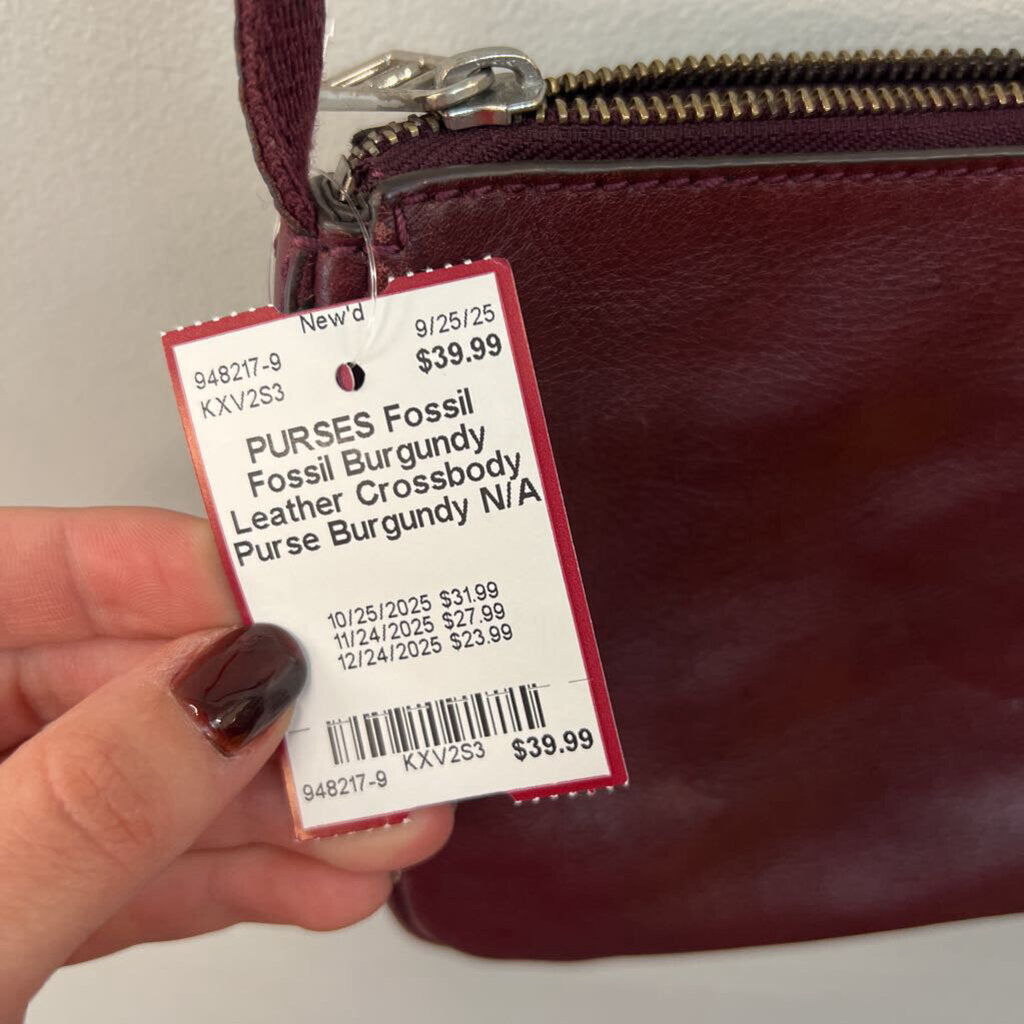 New'd
9/25/25
948217-9
$39.99
KXV2S3
PURSES Fossil
Fossil Burgundy
Leather Crossbody
Purse Burgundy N/A
10/25/2025 $31.99
11/24/2025 $27.99
12/24/2025 $23.99
948217-9 KXV2S3 $39.99